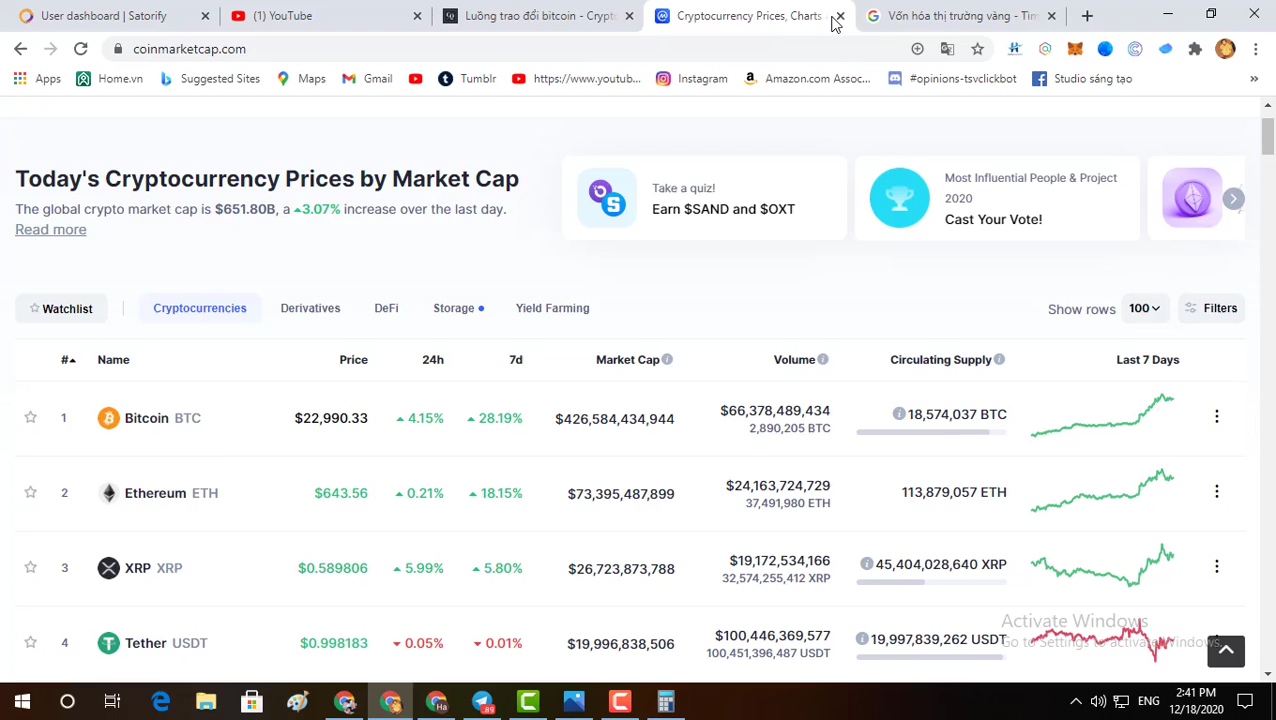 User dashboard | Satorify
(1) YouTube
Luồng trao đổi bitcoin - Crypto
Cryptocurrency Prices, Charts
Vốn hóa thị trường vàng - Tìm
coinmarketcap.com
Apps
Home.vn
Suggested Sites
Maps
Gmail
Tumblr
https://www.youtub...
Instagram
Amazon.com Assoc...
#opinions-tsvclickbot
Studio sáng tạo
»
Today's Cryptocurrency Prices by Market Cap
The global crypto market cap is $651.80B, a 3.07% increase over the last day.
Read more
Take a quiz!
Earn $SAND and $OXT
Most Influential People & Project
2020
Cast Your Vote!
Watchlist
Cryptocurrencies
Derivatives
DeFi
Storage
Yield Farming
Show rows
100
Filters
# Name Price 24h 7d Market Cap Volume Circulating Supply Last 7 Days
1 Bitcoin BTC $22,990.33 4.15% 28.19% $426,584,434,944 $66,378,489,434 18,574,037 BTC
2,890,205 BTC
2 Ethereum ETH $643.56 0.21% 18.15% $73,395,487,899 $24,163,724,729 113,879,057 ETH
37,491,980 ETH
3 XRP XRP $0.589806 5.99% 5.80% $26,723,873,788 $19,172,534,166 45,404,028,640 XRP
32,574,255,412 XRP
4 Tether USDT $0.998183 0.05% 0.01% $19,996,838,506 $100,446,369,577 19,997,839,262 USDT
100,451,396,487 USDT
Activate Windows
Go to Settings to activate Windows.
Ha
89
ENG
2:41 PM
12/18/2020